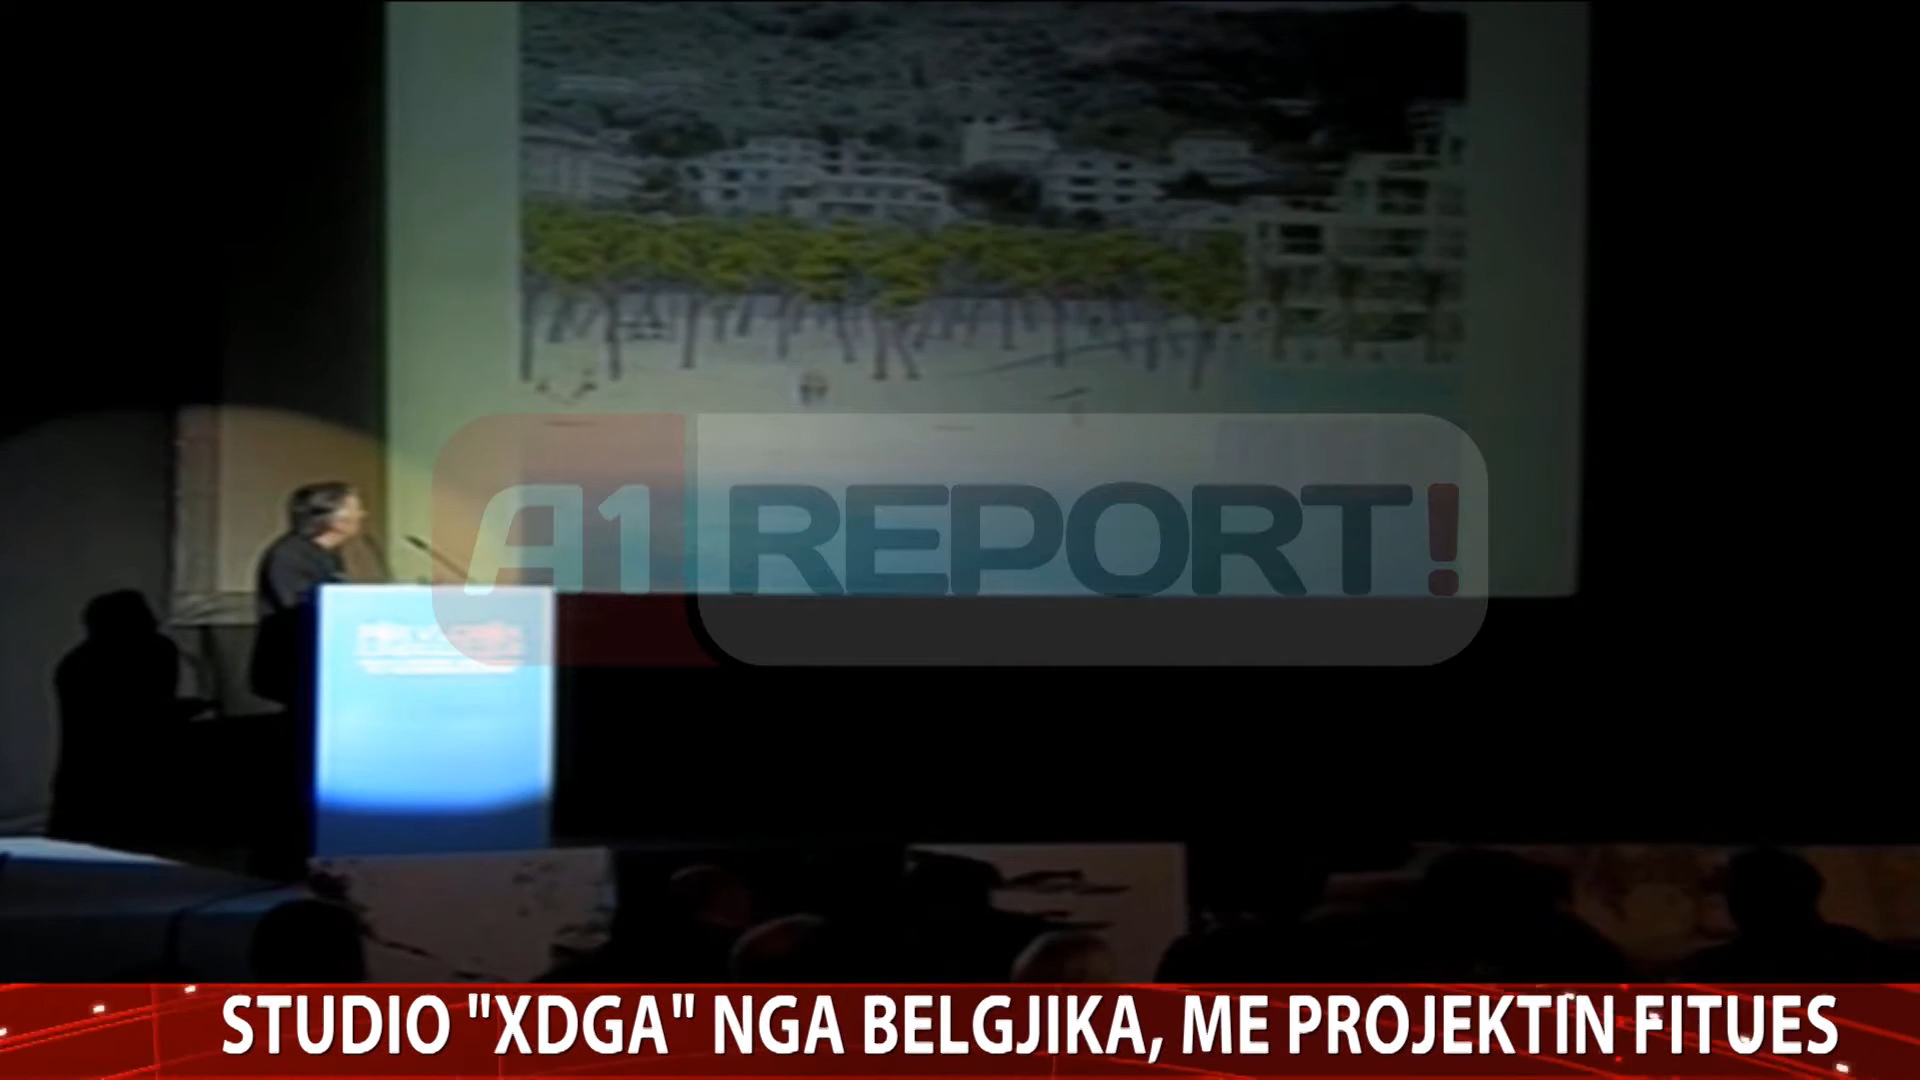 A1 REPORT!
STUDIO "XDGA" NGA BELGJIKA, ME PROJEKTIN FITUES